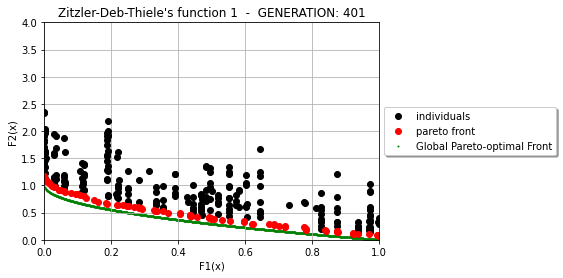 Zitzler-Deb-Thiele's function 1 - GENERATION: 401
4.0
3.5
3.0
2.5
2.0
1.5
1.0
0.5
0.0
F2(x)
0.0 0.2 0.4 0.6 0.8 1.0
F1(x)
individuals
pareto front
Global Pareto-optimal Front